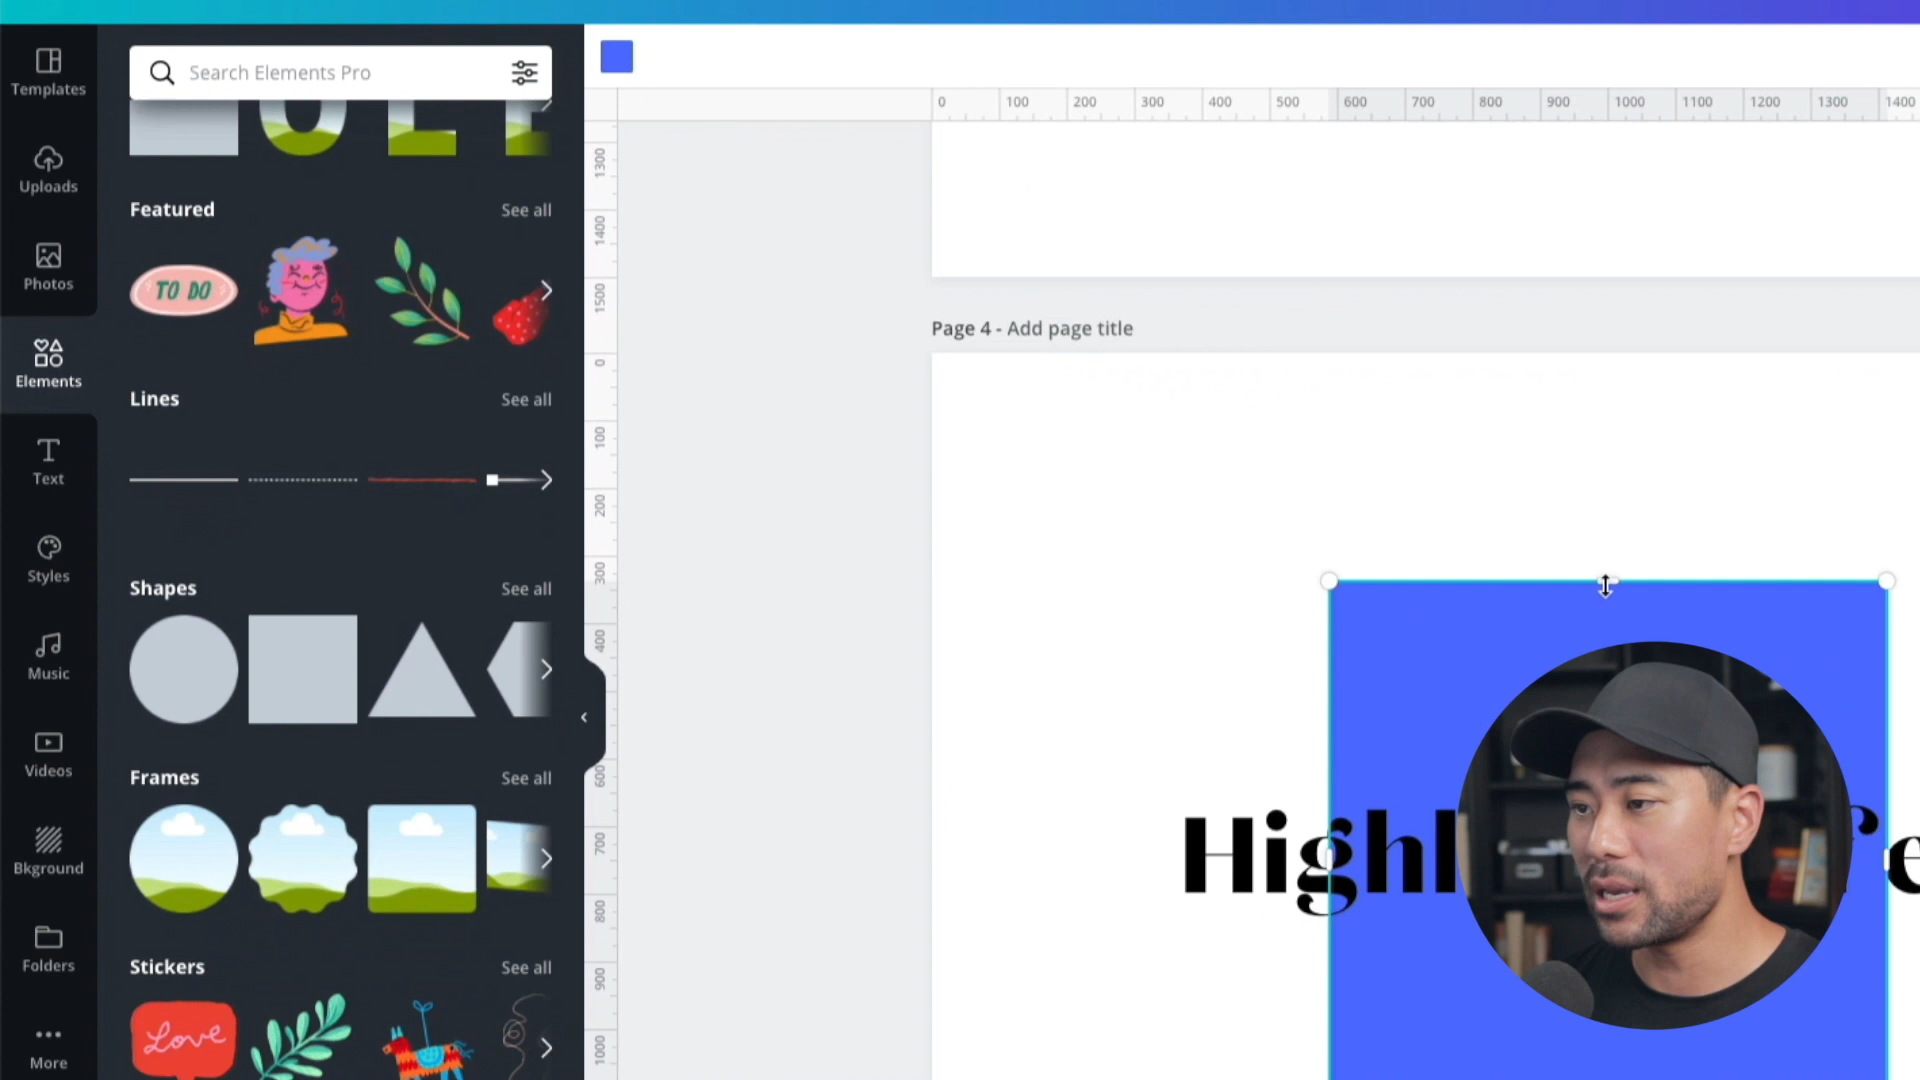 Templates
Uploads
Photos
Elements
Text
Styles
Music
Videos
Bkground
Folders
More
Search Elements Pro
Featured
See all
TO DO
Lines
See all
Shapes
See all
Frames
See all
Stickers
See all
Love
0 100 200 300 400 500 600 700 800 900 1000 1100 1200 1300 1400
1300
1400
1500
0
100
200
300
400
600
700
800
900
1000
Page 4 - Add page title
Highl